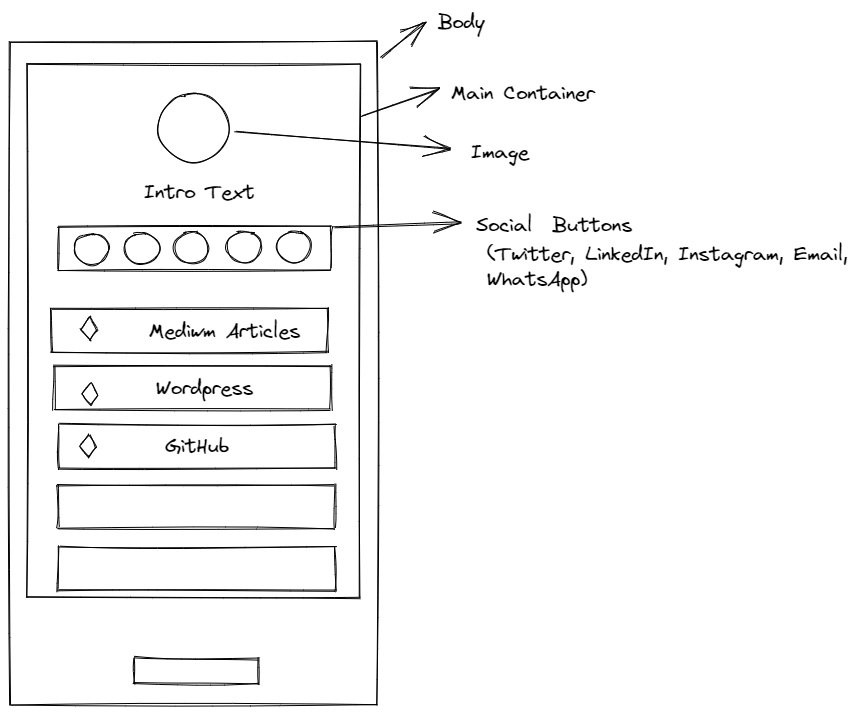 Body
Main Container
Image
Intro Text
Social Buttons
(Twitter, LinkedIn, Instagram, Email,
WhatsApp)
Medium Articles
Wordpress
GitHub